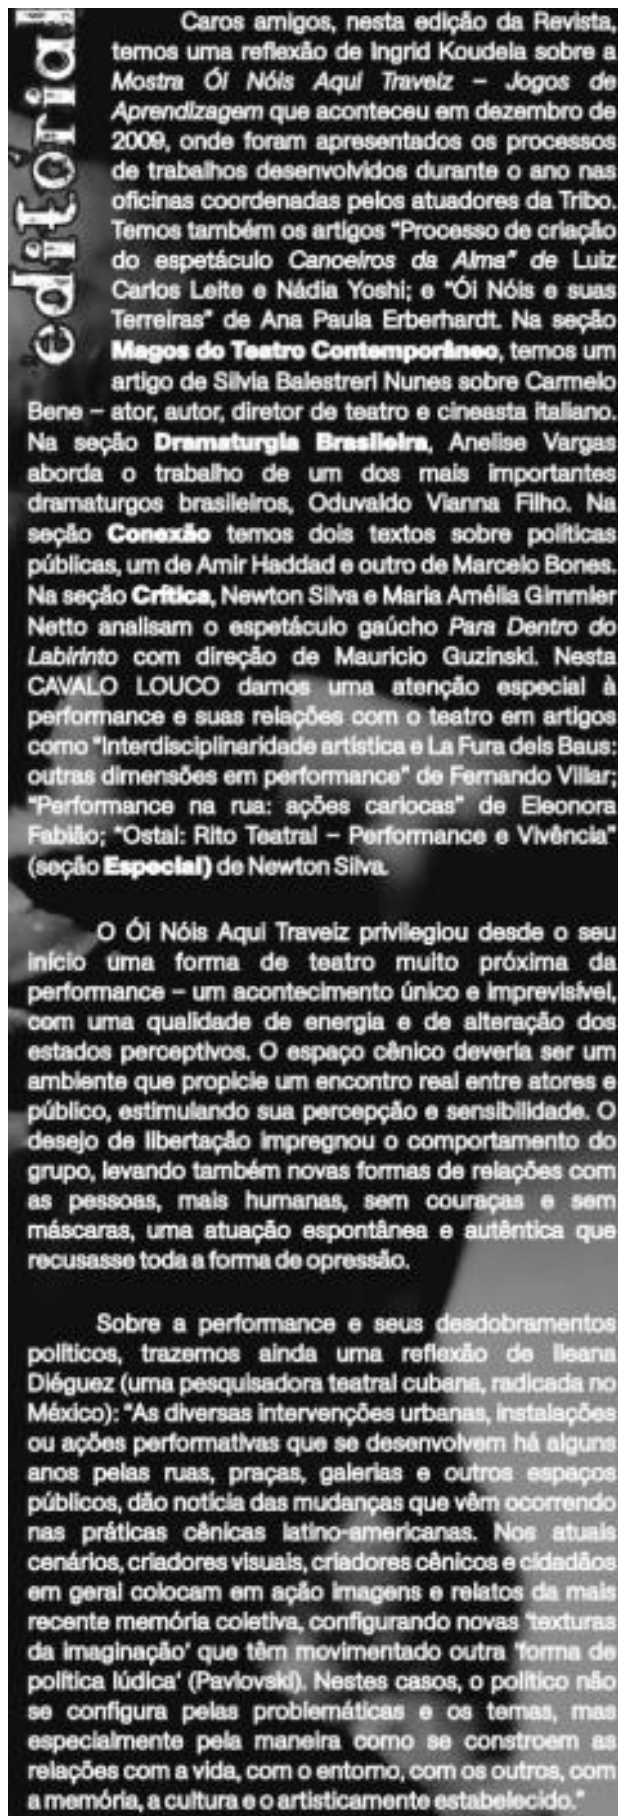 editorial
Caros amigos, nesta edição da Revista,
temos uma reflexão de Ingrid Koudela sobre a
Mostra Ói Nóis Aqui Traveiz – Jogos de
Aprendizagem que aconteceu em dezembro de
2009, onde foram apresentados os processos
de trabalhos desenvolvidos durante o ano nas
oficinas coordenadas pelos atuadores da Tribo.
Temos também os artigos “Processo de criação
do espetáculo Canoeiros da Alma” de Luiz
Carlos Leite e Nádia Yoshi; e “Ói Nóis e suas
Terreiras” de Ana Paula Erberhardt. Na seção
Magos do Teatro Contemporâneo, temos um
artigo de Silvia Balestreri Nunes sobre Carmelo
Bene – ator, autor, diretor de teatro e cineasta italiano.
Na seção Dramaturgia Brasileira, Anelise Vargas
aborda o trabalho de um dos mais importantes
dramaturgos brasileiros, Oduvaldo Vianna Filho. Na
seção Conexão temos dois textos sobre políticas
públicas, um de Amir Haddad e outro de Marcelo Bones.
Na seção Crítica, Newton Silva e Maria Amélia Gimmler
Netto analisam o espetáculo gaúcho Para Dentro do
Labirinto com direção de Mauricio Guzinski. Nesta
CAVALO LOUCO damos uma atenção especial à
performance e suas relações com o teatro em artigos
como “Interdisciplinaridade artística e La Fura dels Baus:
outras dimensões em performance” de Fernando Villar;
“Performance na rua: ações cariocas” de Eleonora
Fabião; “Ostal: Rito Teatral – Performance e Vivência”
(seção Especial) de Newton Silva.
O Ói Nóis Aqui Traveiz privilegiou desde o seu
início uma forma de teatro muito próxima da
performance – um acontecimento único e imprevisível,
com uma qualidade de energia e de alteração dos
estados perceptivos. O espaço cênico deveria ser um
ambiente que propicie um encontro real entre atores e
público, estimulando sua percepção e sensibilidade. O
desejo de libertação impregnou o comportamento do
grupo, levando também novas formas de relações com
as pessoas, mais humanas, sem couraças e sem
máscaras, uma atuação espontânea e autêntica que
recusasse toda a forma de opressão.
Sobre a performance e seus desdobramentos
políticos, trazemos ainda uma reflexão de Ileana
Diéguez (uma pesquisadora teatral cubana, radicada no
México): “As diversas intervenções urbanas, instalações
ou ações performativas que se desenvolvem há alguns
anos pelas ruas, praças, galerias e outros espaços
públicos, dão notícia das mudanças que vêm ocorrendo
nas práticas cênicas latino-americanas. Nos atuais
cenários, criadores visuais, criadores cênicos e cidadãos
em geral colocam em ação imagens e relatos da mais
recente memória coletiva, configurando novas ‘texturas
da imaginação’ que têm movimentado outra ‘forma de
política lúdica’ (Pavlovski). Nestes casos, o político não
se configura pelas problemáticas e os temas, mas
especialmente pela maneira como se constroem as
relações com a vida, com o entorno, com os outros, com
a memória, a cultura e o artisticamente estabelecido.”